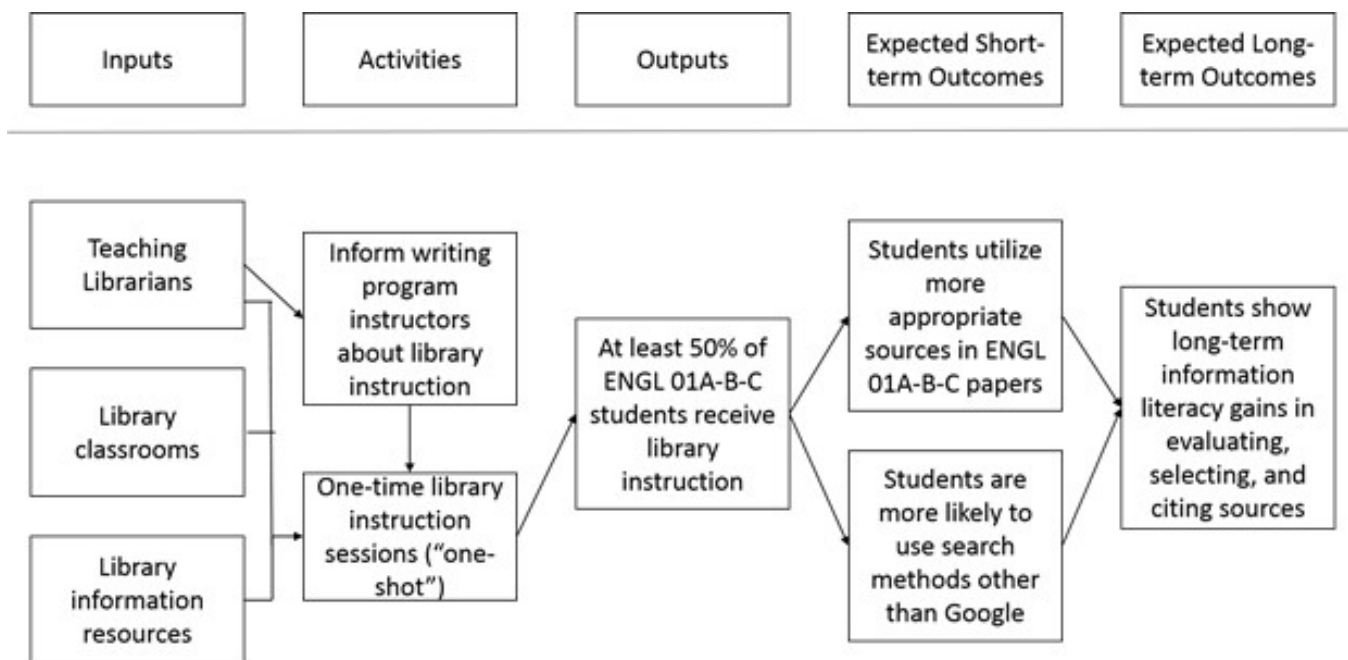 Inputs
Activities
Outputs
Expected Short-
term Outcomes
Expected Long-
term Outcomes
Teaching
Librarians
Library
classrooms
Library
information
resources
Inform writing
program
instructors
about library
instruction
One-time library
instruction
sessions (“one-
shot”)
At least 50% of
ENGL 01A-B-C
students receive
library
instruction
Students utilize
more
appropriate
sources in ENGL
01A-B-C papers
Students are
more likely to
use search
methods other
than Google
Students show
long-term
information
literacy gains in
evaluating,
selecting, and
citing sources